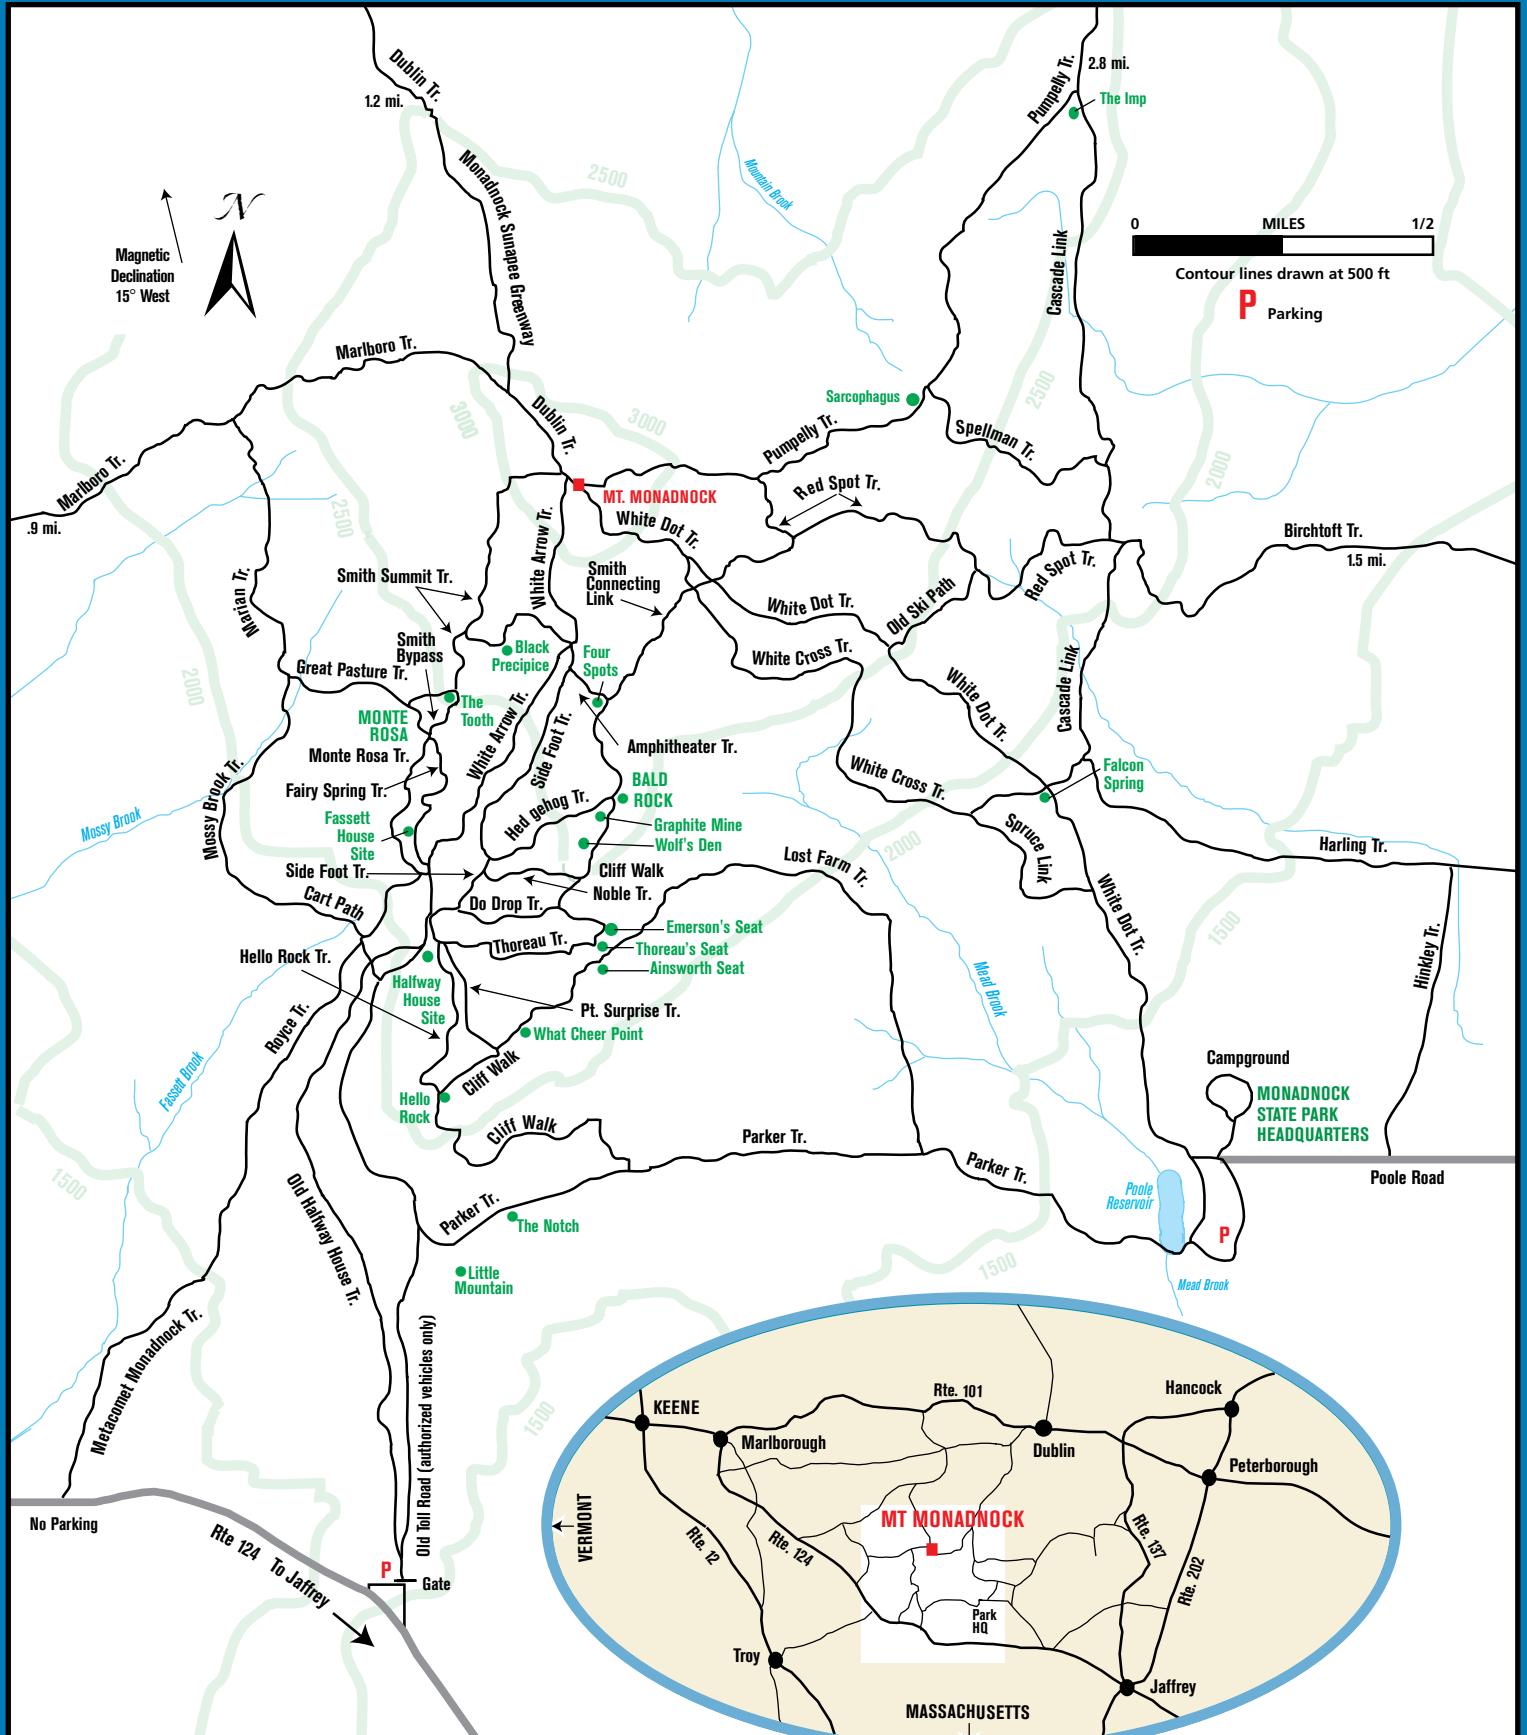 Dublin Tr.
1.2 mi.
Pumpelly Tr.
2.8 mi.
The Imp
Monadnock Sunapee Greenway
2500
Mountain Brook
N
Magnetic
Declination
15° West
0 MILES 1/2
Contour lines drawn at 500 ft
P Parking
Cascade Link
Marlboro Tr.
Dublin Tr.
3000
3000
Sarcophagus
2500
Pumpelly Tr.
Spellman Tr.
Marlboro Tr.
.9 mi.
2500
MT. MONADNOCK
Red Spot Tr.
2000
White Dot Tr.
White Arrow Tr.
Birchtoft Tr.
1.5 mi.
Marian Tr.
Smith Summit Tr.
Smith
Connecting
Link
Red Spot Tr.
White Dot Tr.
Old Ski Path
Smith
Bypass
Black
Precipice
Four
Spots
White Cross Tr.
Great Pasture Tr.
2000
White Dot Tr.
Cascade Link
The
Tooth
MONTE
ROSA
White Arrow Tr.
Side Foot Tr.
Amphitheater Tr.
Monte Rosa Tr.
Mossy Brook Tr.
Fairy Spring Tr.
BALD
ROCK
White Cross Tr.
Falcon
Spring
Mossy Brook
Fassett
House
Site
Hedgehog Tr.
Graphite Mine
Wolf's Den
Spruce Link
2000
Harling Tr.
Side Foot Tr.
Cliff Walk
Noble Tr.
Lost Farm Tr.
Cart Path
Do Drop Tr.
White Dot Tr.
1500
Emerson's Seat
Thoreau Tr.
Thoreau's Seat
Ainsworth Seat
Hello Rock Tr.
Hinkley Tr.
Halfway
House
Site
Mead Brook
Royce Tr.
Pt. Surprise Tr.
What Cheer Point
Fassett Brook
Cliff Walk
Campground
MONADNOCK
STATE PARK
HEADQUARTERS
Hello
Rock
Cliff Walk
Parker Tr.
Parker Tr.
Poole Road
1500
Old Halfway House Tr.
Poole
Reservoir
Parker Tr.
The Notch
P
Little
Mountain
1500
Mead Brook
Metacomet Monadnock Tr.
Old Toll Road (authorized vehicles only)
1500
No Parking
Rte 124 To Jaffrey
P
Gate
KEENE
Rte. 101
Hancock
Marlborough
Dublin
Peterborough
VERMONT
MT MONADNOCK
Rte. 12
Rte. 124
Rte. 137
Rte. 202
Park
HQ
Troy
Jaffrey
MASSACHUSETTS